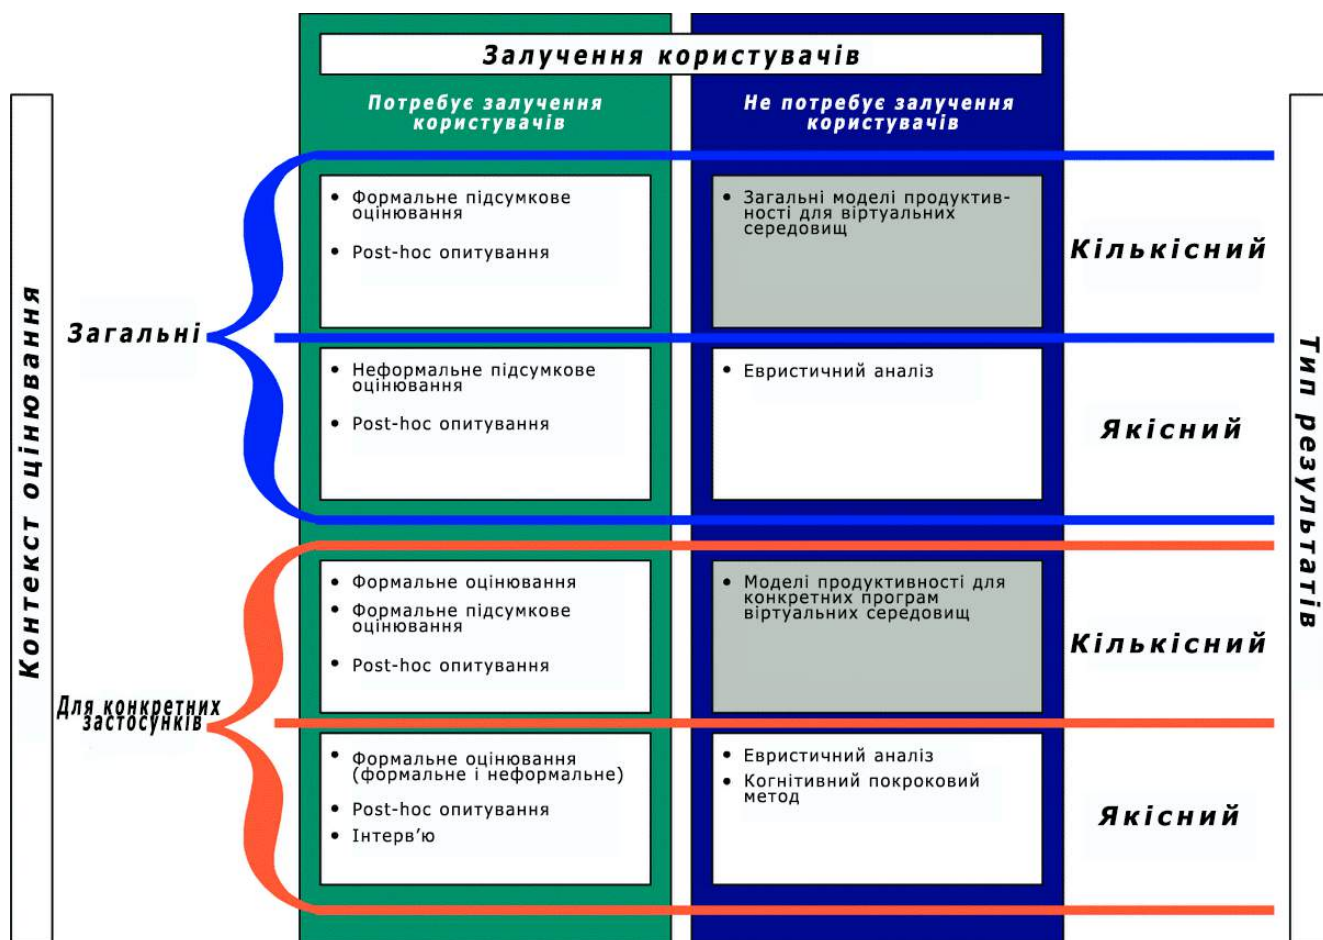 Залучення користувачів
Потребує залучення
користувачів
Не потребує залучення
користувачів
Контекст оцінювання
Тип результатів
Загальні
• Формальне підсумкове
оцінювання
• Post-hoc опитування
• Загальні моделі продуктив-
ності для віртуальних
середовищ
Кількісний
• Неформальне підсумкове
оцінювання
• Post-hoc опитування
• Евристичний аналіз
Якісний
Для конкретних
застосунків
• Формальне оцінювання
• Формальне підсумкове
оцінювання
• Post-hoc опитування
• Моделі продуктивності для
конкретних програм
віртуальних середовищ
Кількісний
• Формальне оцінювання
(формальне і неформальне)
• Post-hoc опитування
• Інтерв’ю
• Евристичний аналіз
• Когнітивний покроковий
метод
Якісний